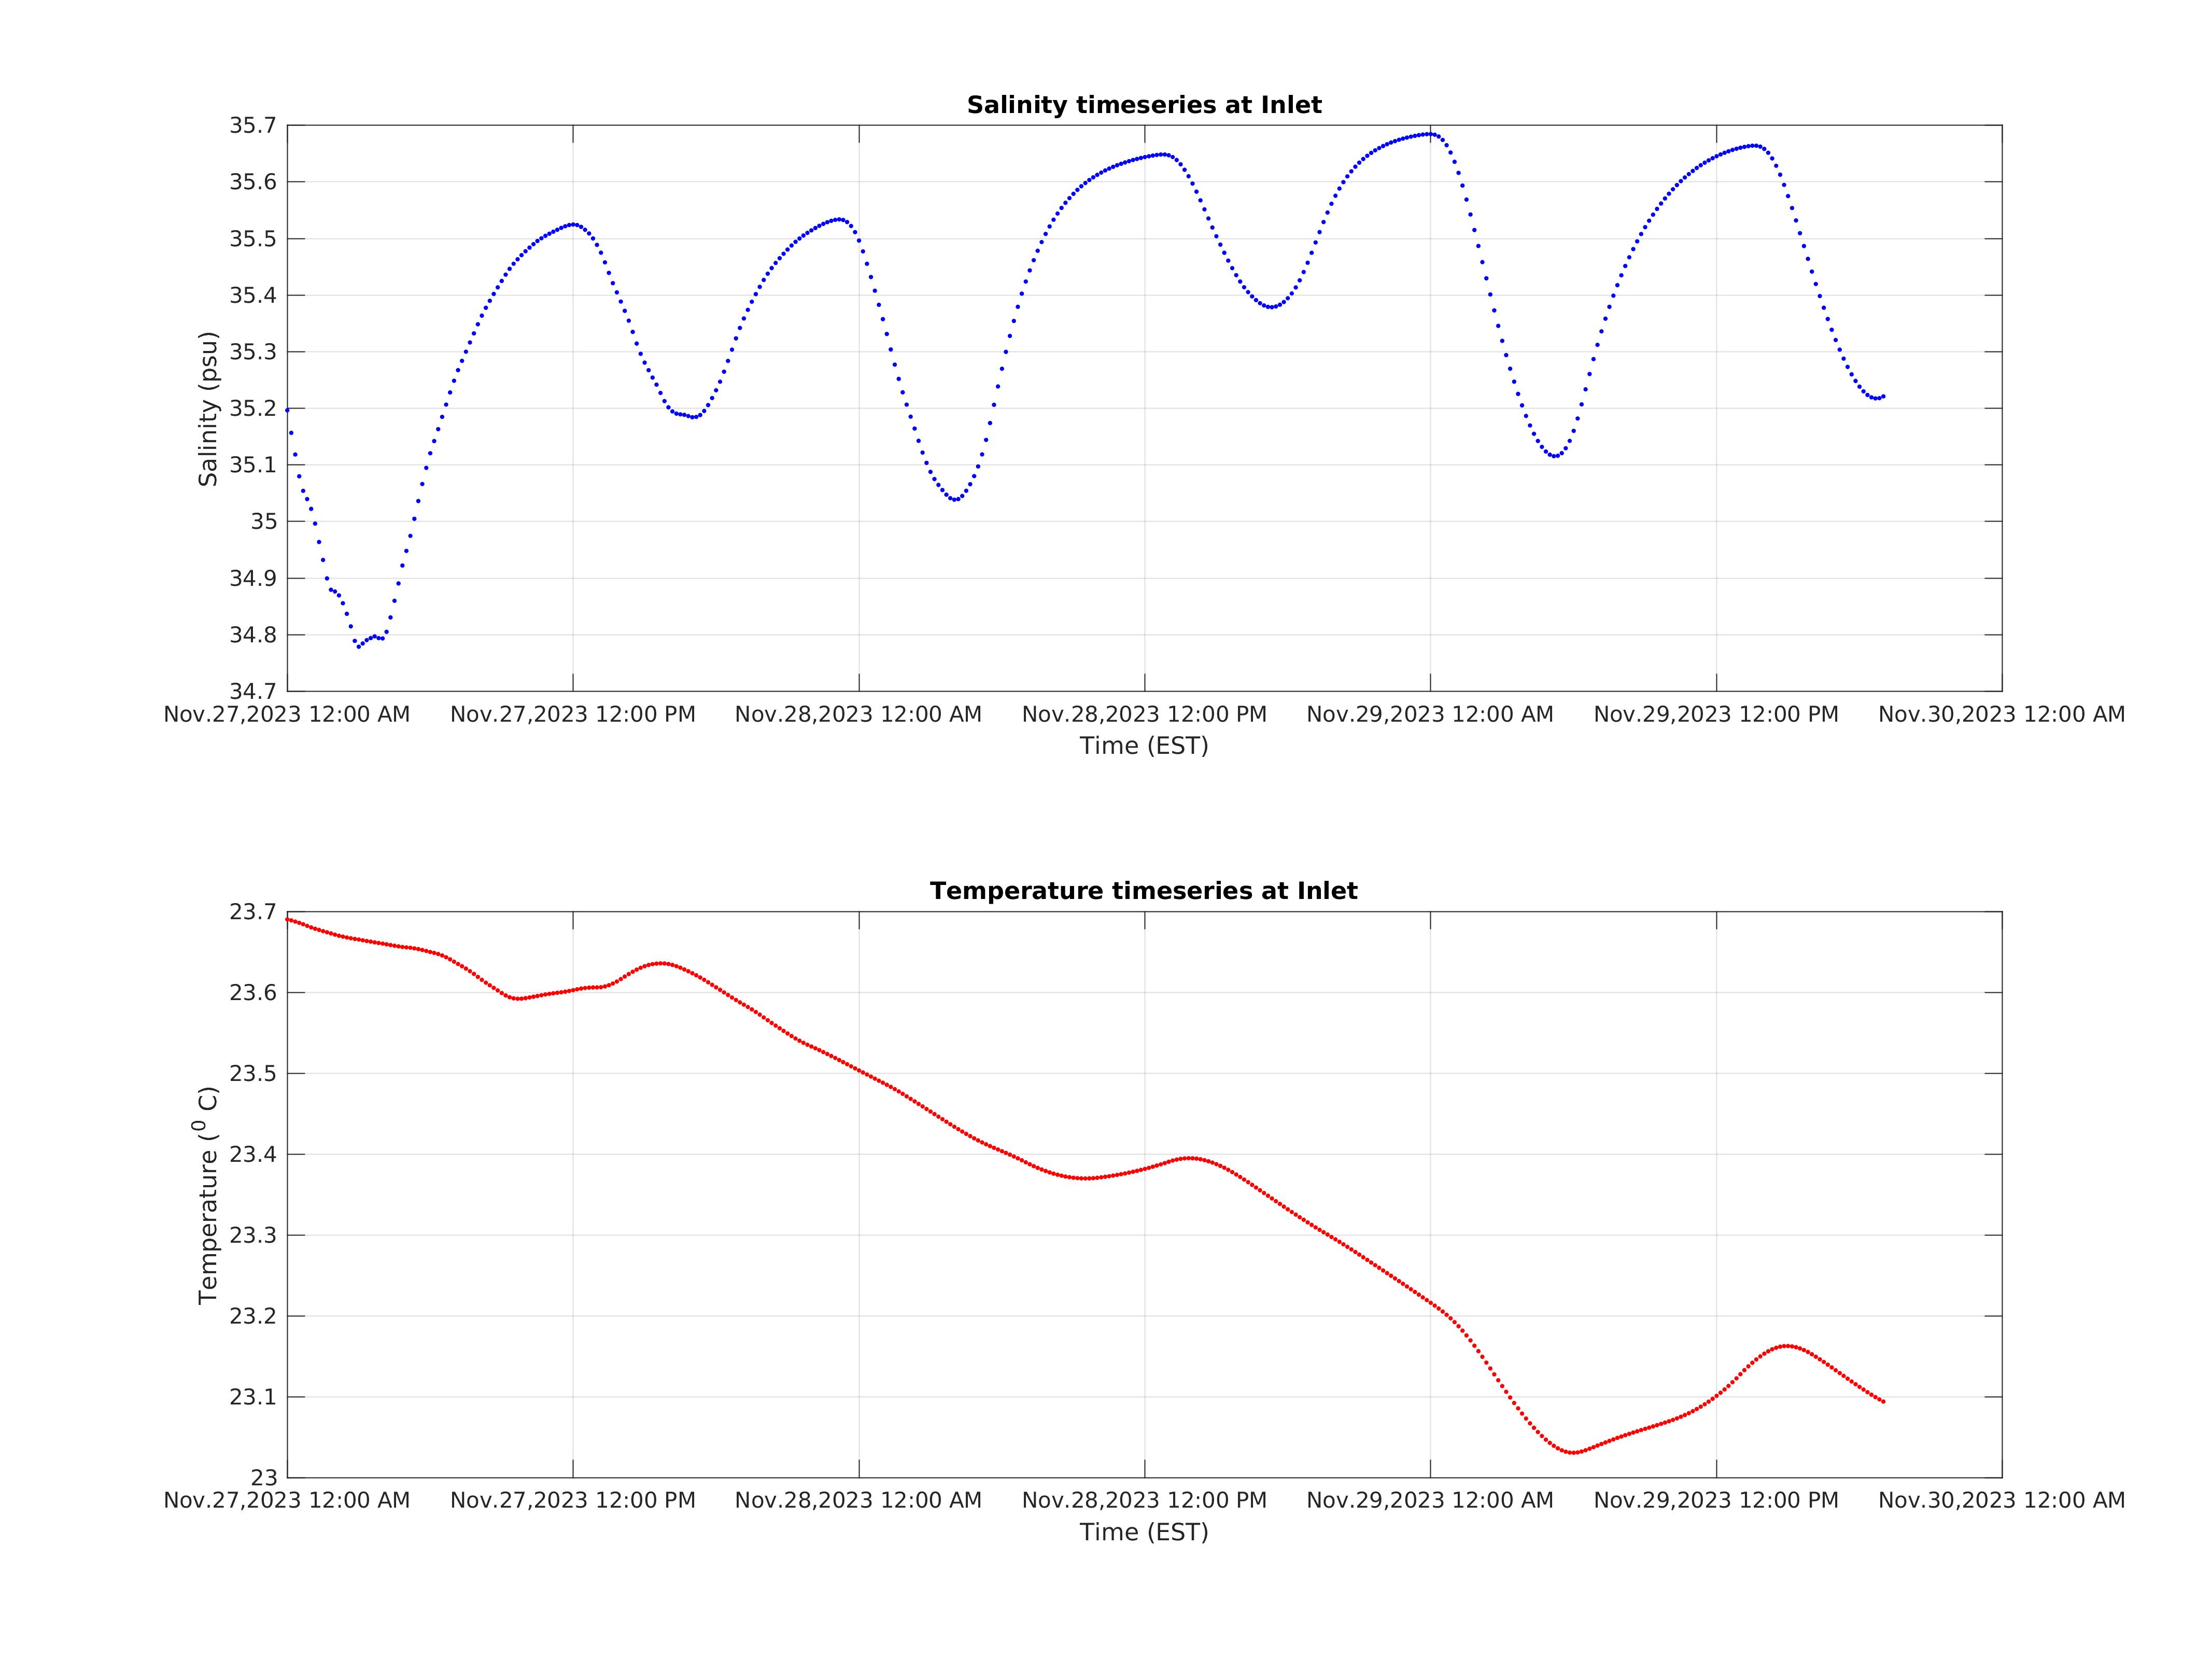 Salinity timeseries at Inlet
Salinity (psu)
35.7
35.6
35.5
35.4
35.3
35.2
35.1
35
34.9
34.8
34.7
Nov.27,2023 12:00 AM Nov.27,2023 12:00 PM Nov.28,2023 12:00 AM Nov.28,2023 12:00 PM Nov.29,2023 12:00 AM Nov.29,2023 12:00 PM Nov.30,2023 12:00 AM
Time (EST)
Temperature timeseries at Inlet
Temperature (⁰ C)
23.7
23.6
23.5
23.4
23.3
23.2
23.1
23
Nov.27,2023 12:00 AM Nov.27,2023 12:00 PM Nov.28,2023 12:00 AM Nov.28,2023 12:00 PM Nov.29,2023 12:00 AM Nov.29,2023 12:00 PM Nov.30,2023 12:00 AM
Time (EST)